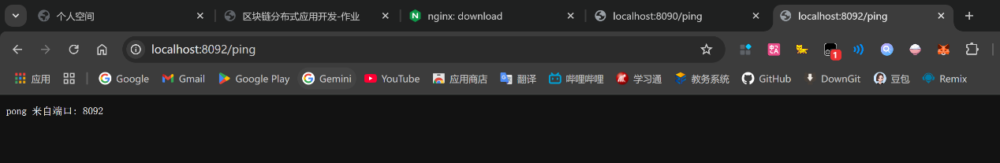 个人空间 区块链分布式应用开发-作业 nginx: download localhost:8090/ping localhost:8092/ping
localhost:8092/ping 1
应用 Google Gmail Google Play Gemini YouTube 应用商店 翻译 哔哩哔哩 学习通 教务系统 GitHub DownGit 豆包 Remix
pong 来自端口: 8092